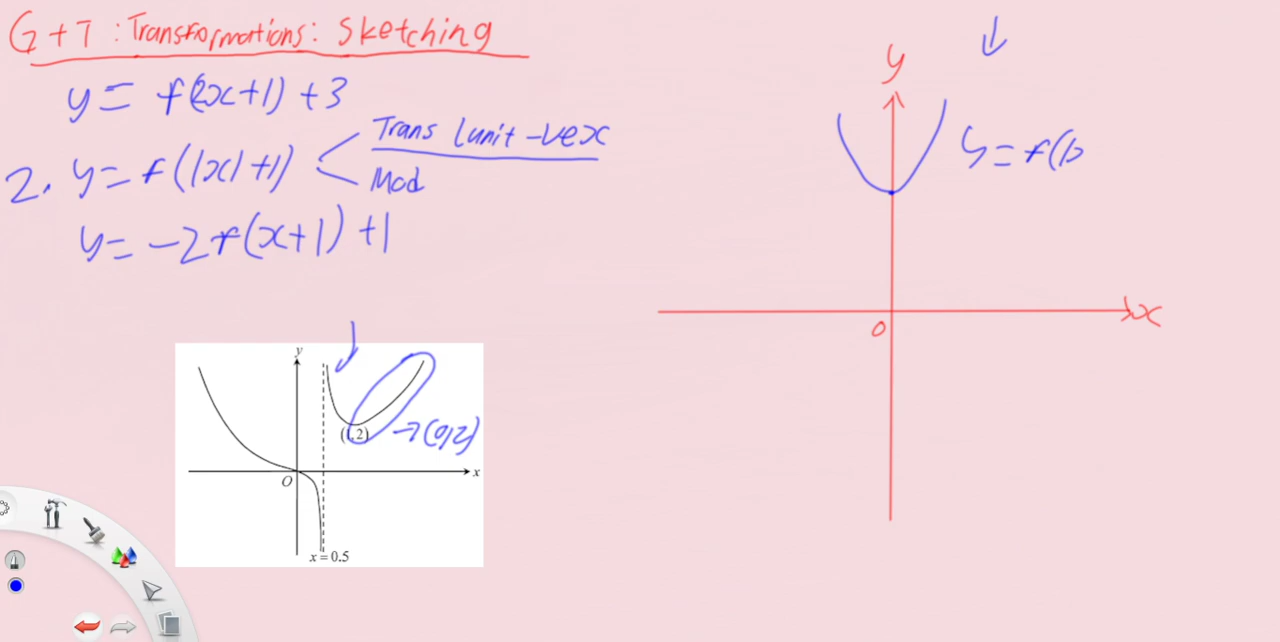 G+T : Transformations: Sketching
y = f(2x+1) +3
2. y = f(|x|+1)
Trans 1unit -ve x
Mod
y = -2f(x+1) +1
y
(1,2)
→(0,2)
O
x
x = 0.5
y
y = f(|x
O
x